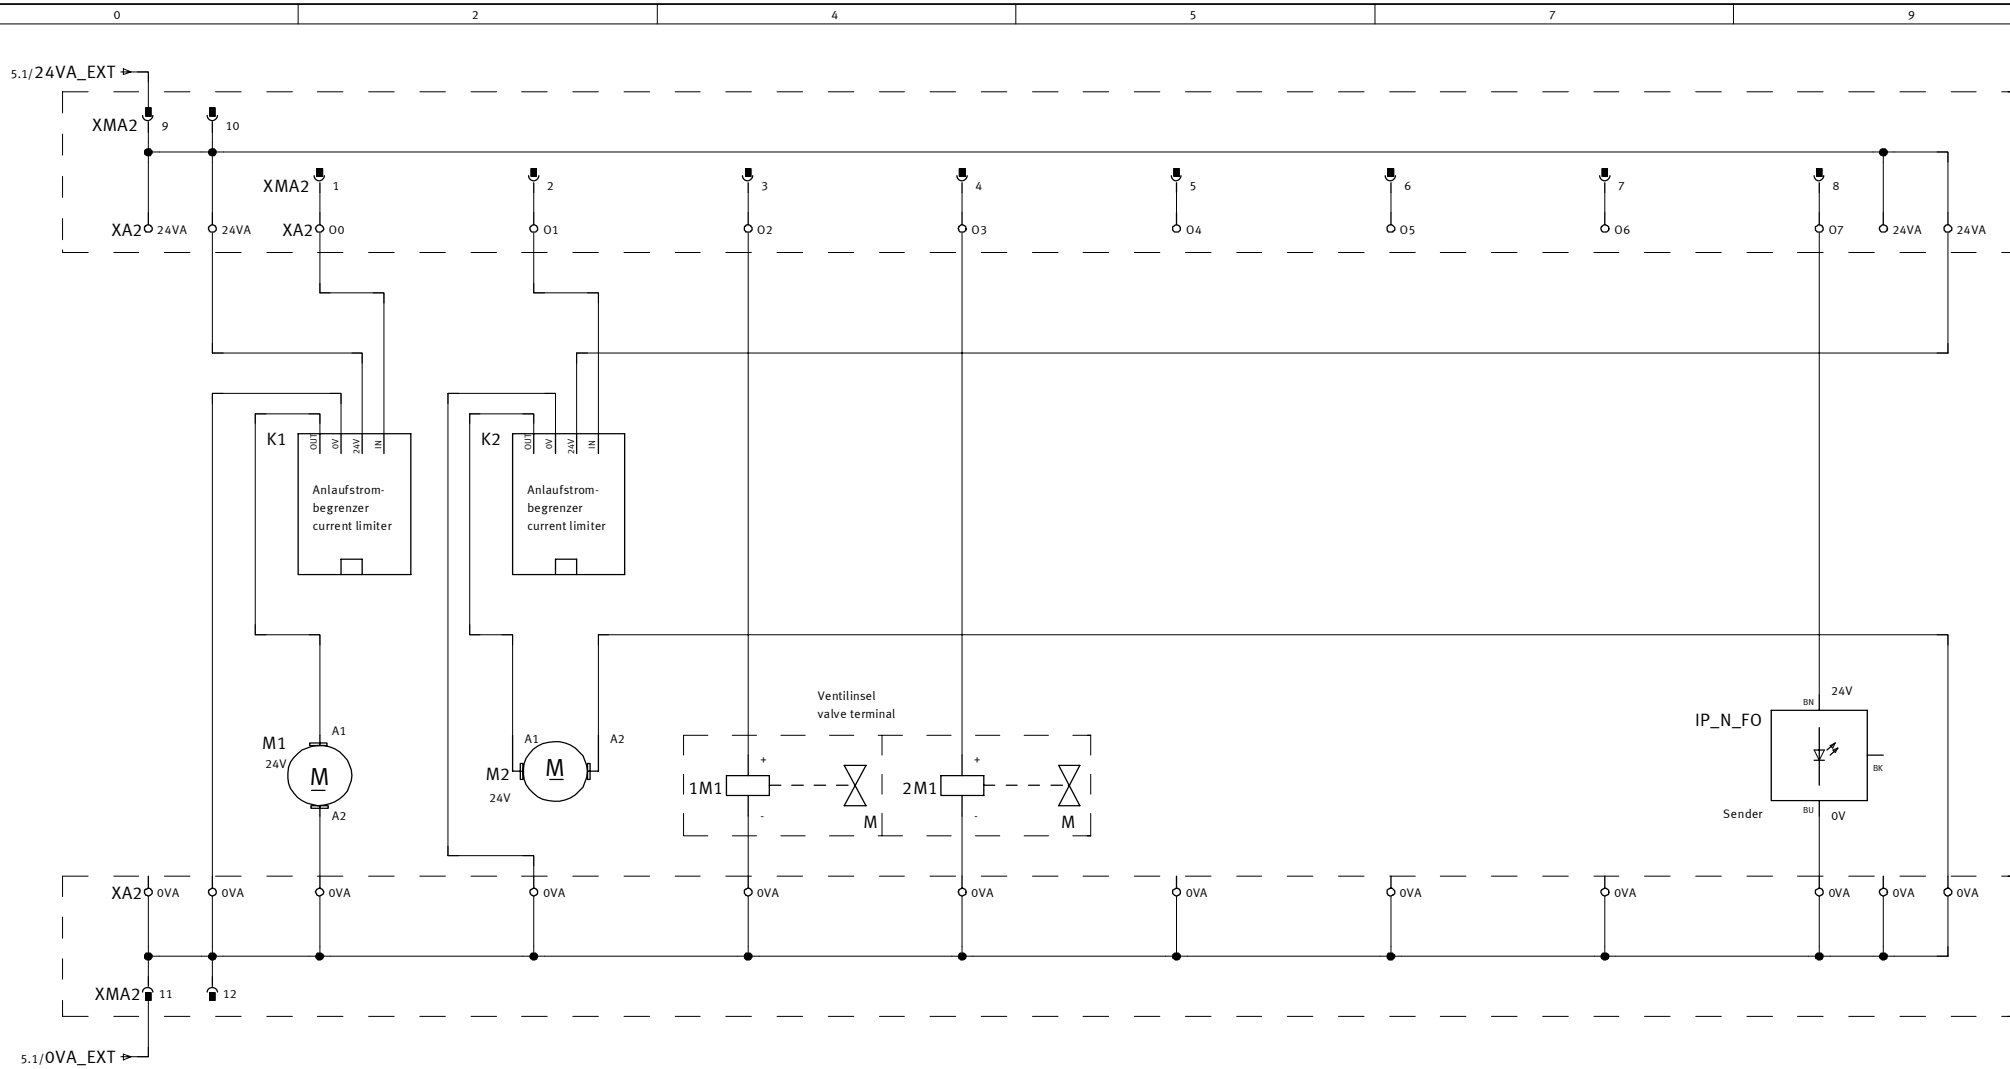 0 2 4 5 7 9
5.1/24VA_EXT
XMA2 9 10
XMA2 1 2 3 4 5 6 7 8
XA2 24VA 24VA XA2 O0 O1 O2 O3 O4 O5 O6 O7 24VA 24VA
K1 OUT 0V 24V IN K2 OUT 0V 24V IN
Anlaufstrom- Anlaufstrom-
begrenzer begrenzer
current limiter current limiter
Ventilinsel
valve terminal
24V
BN
IP_N_FO
A1 A1 A2
M1
24V
M
M2
24V
M
+ +
1M1 2M1
- -
M M
BK
A2
Sender BU 0V
XA2 0VA 0VA 0VA 0VA 0VA 0VA 0VA 0VA 0VA 0VA 0VA 0VA
XMA2 11 12
5.1/0VA_EXT